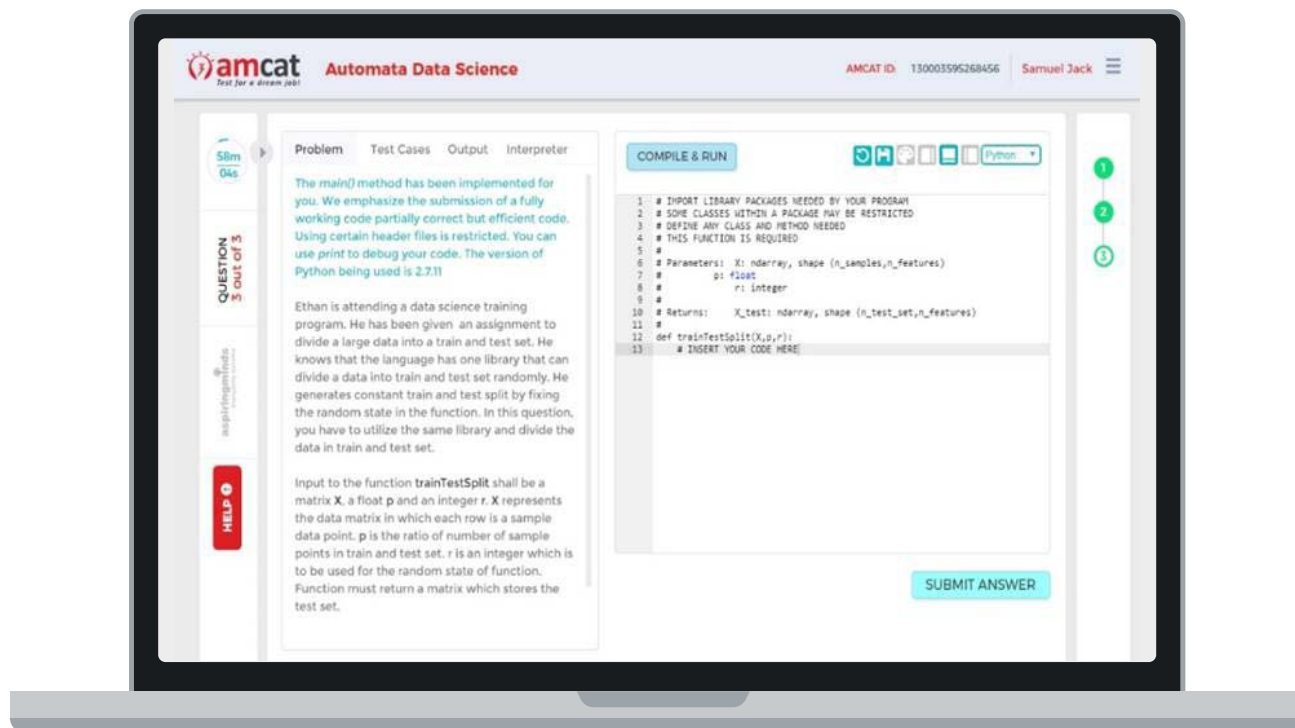 amcat
Test for a dream job!
Automata Data Science
AMCAT ID: 130003595268456 Samuel Jack
58m
04s
QUESTION
3 out of 3
aspiringminds
HELP
Problem Test Cases Output Interpreter
The main() method has been implemented for
you. We emphasize the submission of a fully
working code partially correct but efficient code.
Using certain header files is restricted. You can
use print to debug your code. The version of
Python being used is 2.7.11
Ethan is attending a data science training
program. He has been given an assignment to
divide a large data into a train and test set. He
knows that the language has one library that can
divide a data into train and test set randomly. He
generates constant train and test split by fixing
the random state in the function. In this question,
you have to utilize the same library and divide the
data in train and test set.
Input to the function trainTestSplit shall be a
matrix X, a float p and an integer r. X represents
the data matrix in which each row is a sample
data point. p is the ratio of number of sample
points in train and test set. r is an integer which is
to be used for the random state of function.
Function must return a matrix which stores the
test set.
COMPILE & RUN
Python
1 # IMPORT LIBRARY PACKAGES NEEDED BY YOUR PROGRAM
2 # SOME CLASSES WITHIN A PACKAGE MAY BE RESTRICTED
3 # DEFINE ANY CLASS AND METHOD NEEDED
4 # THIS FUNCTION IS REQUIRED
5 #
6 # Parameters: X: ndarray, shape (n_samples,n_features)
7 # p: float
8 # r: integer
9 #
10 # Returns: X_test: ndarray, shape (n_test_set,n_features)
11 #
12 def trainTestSplit(X,p,r):
13 # INSERT YOUR CODE HERE
SUBMIT ANSWER
1
2
3